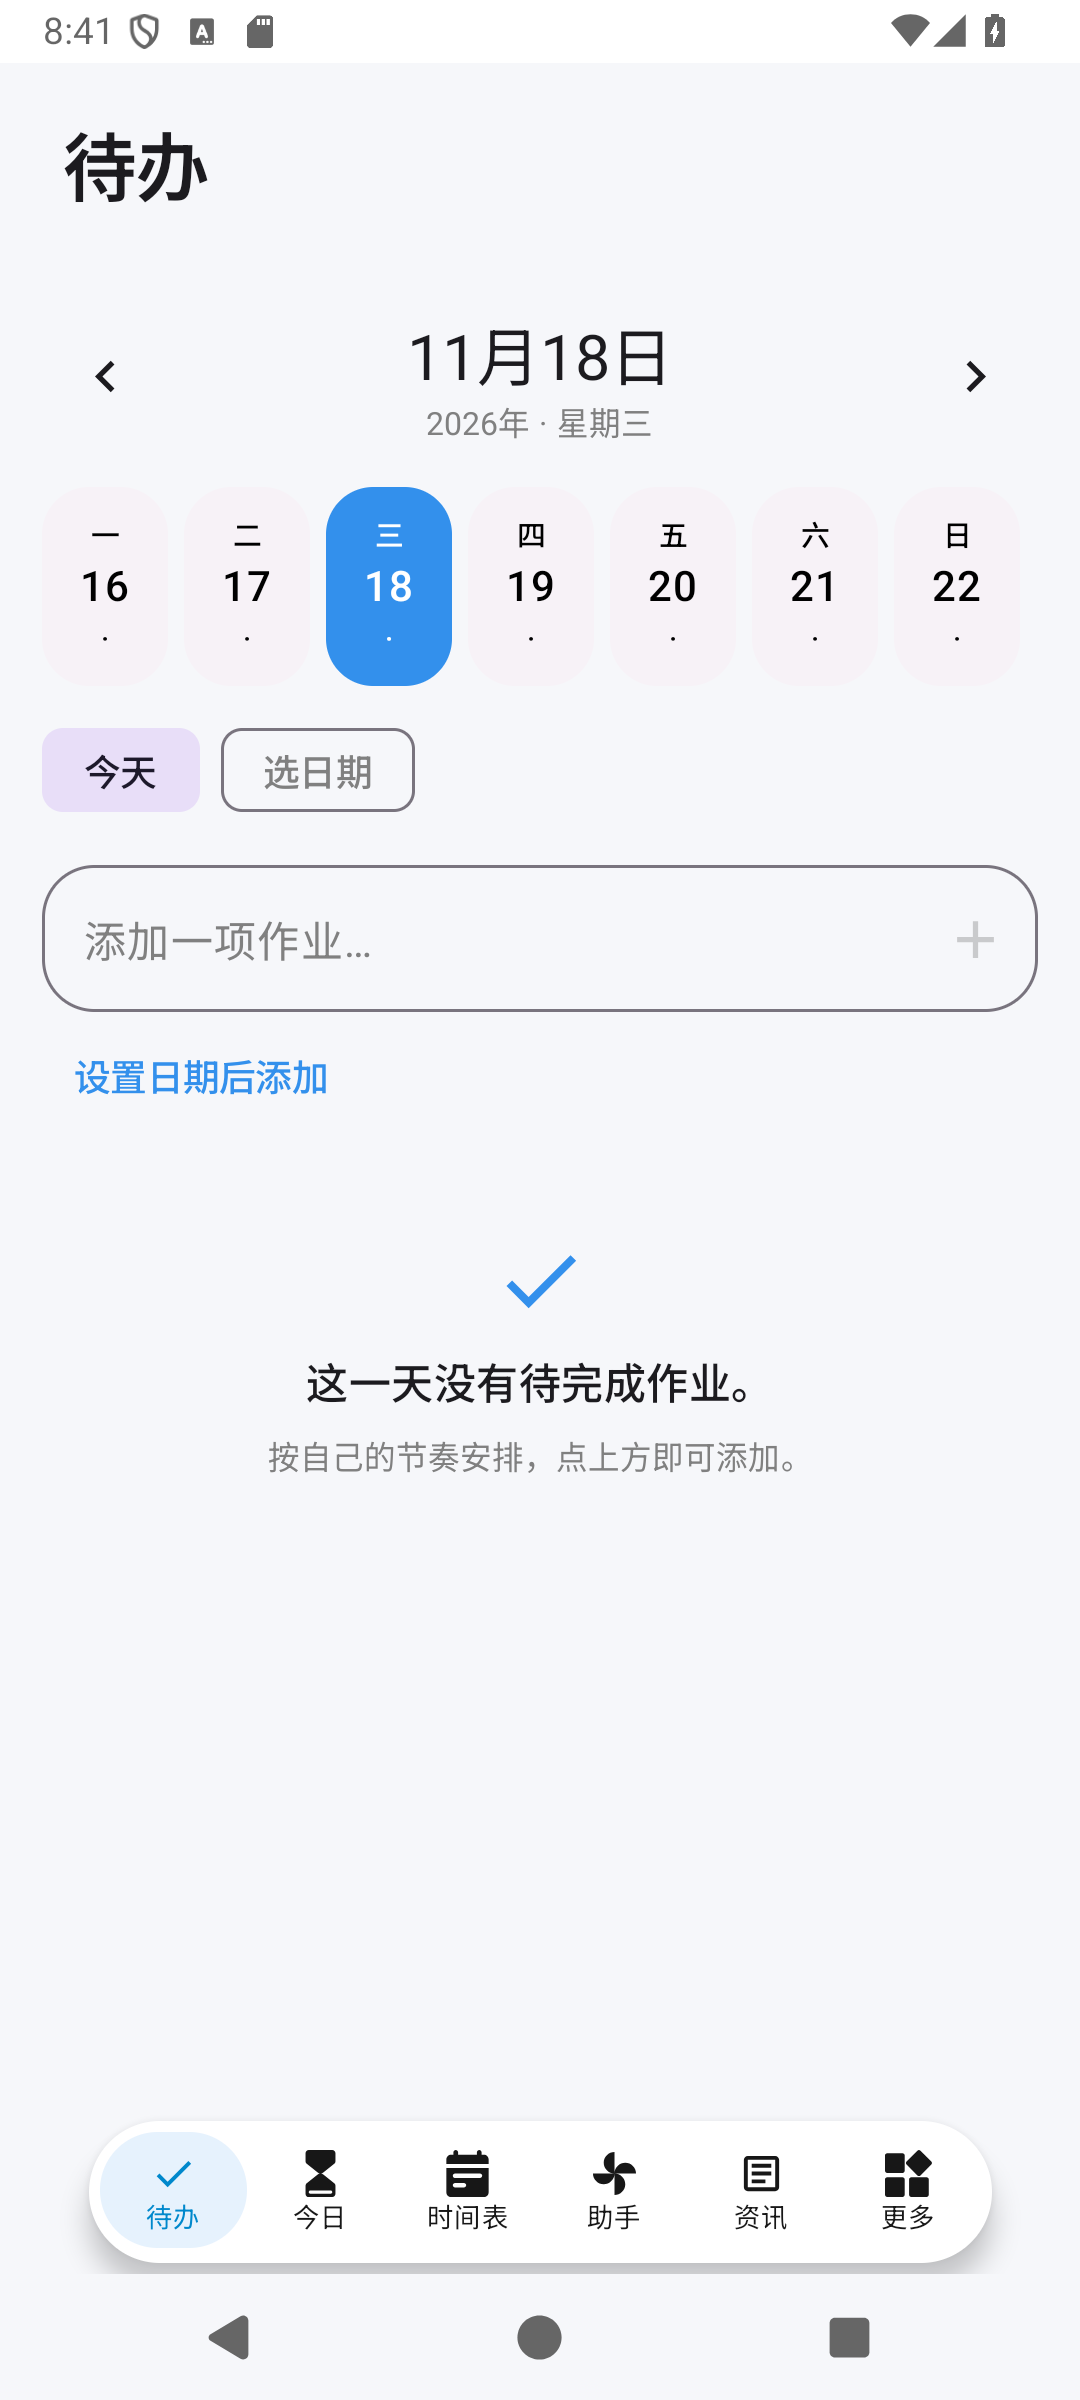 8:41
待办
11月18日
2026年 · 星期三
一 二 三 四 五 六 日
16 17 18 19 20 21 22
· · · · · · ·
今天 选日期
添加一项作业...
设置日期后添加
这一天没有待完成作业。
按自己的节奏安排，点上方即可添加。
待办 今日 时间表 助手 资讯 更多